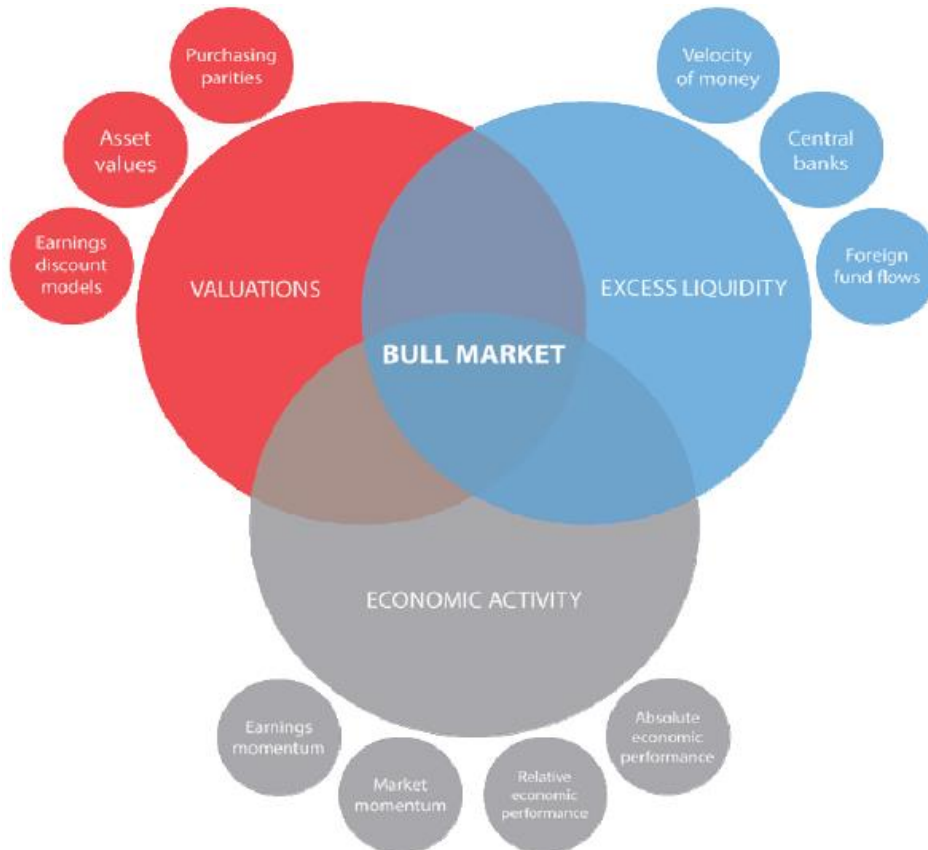 Purchasing
parities
Velocity
of money
Asset
values
Central
banks
Earnings
discount
models
Foreign
fund flows
VALUATIONS
EXCESS LIQUIDITY
BULL MARKET
ECONOMIC ACTIVITY
Earnings
momentum
Absolute
economic
performance
Market
momentum
Relative
economic
performance